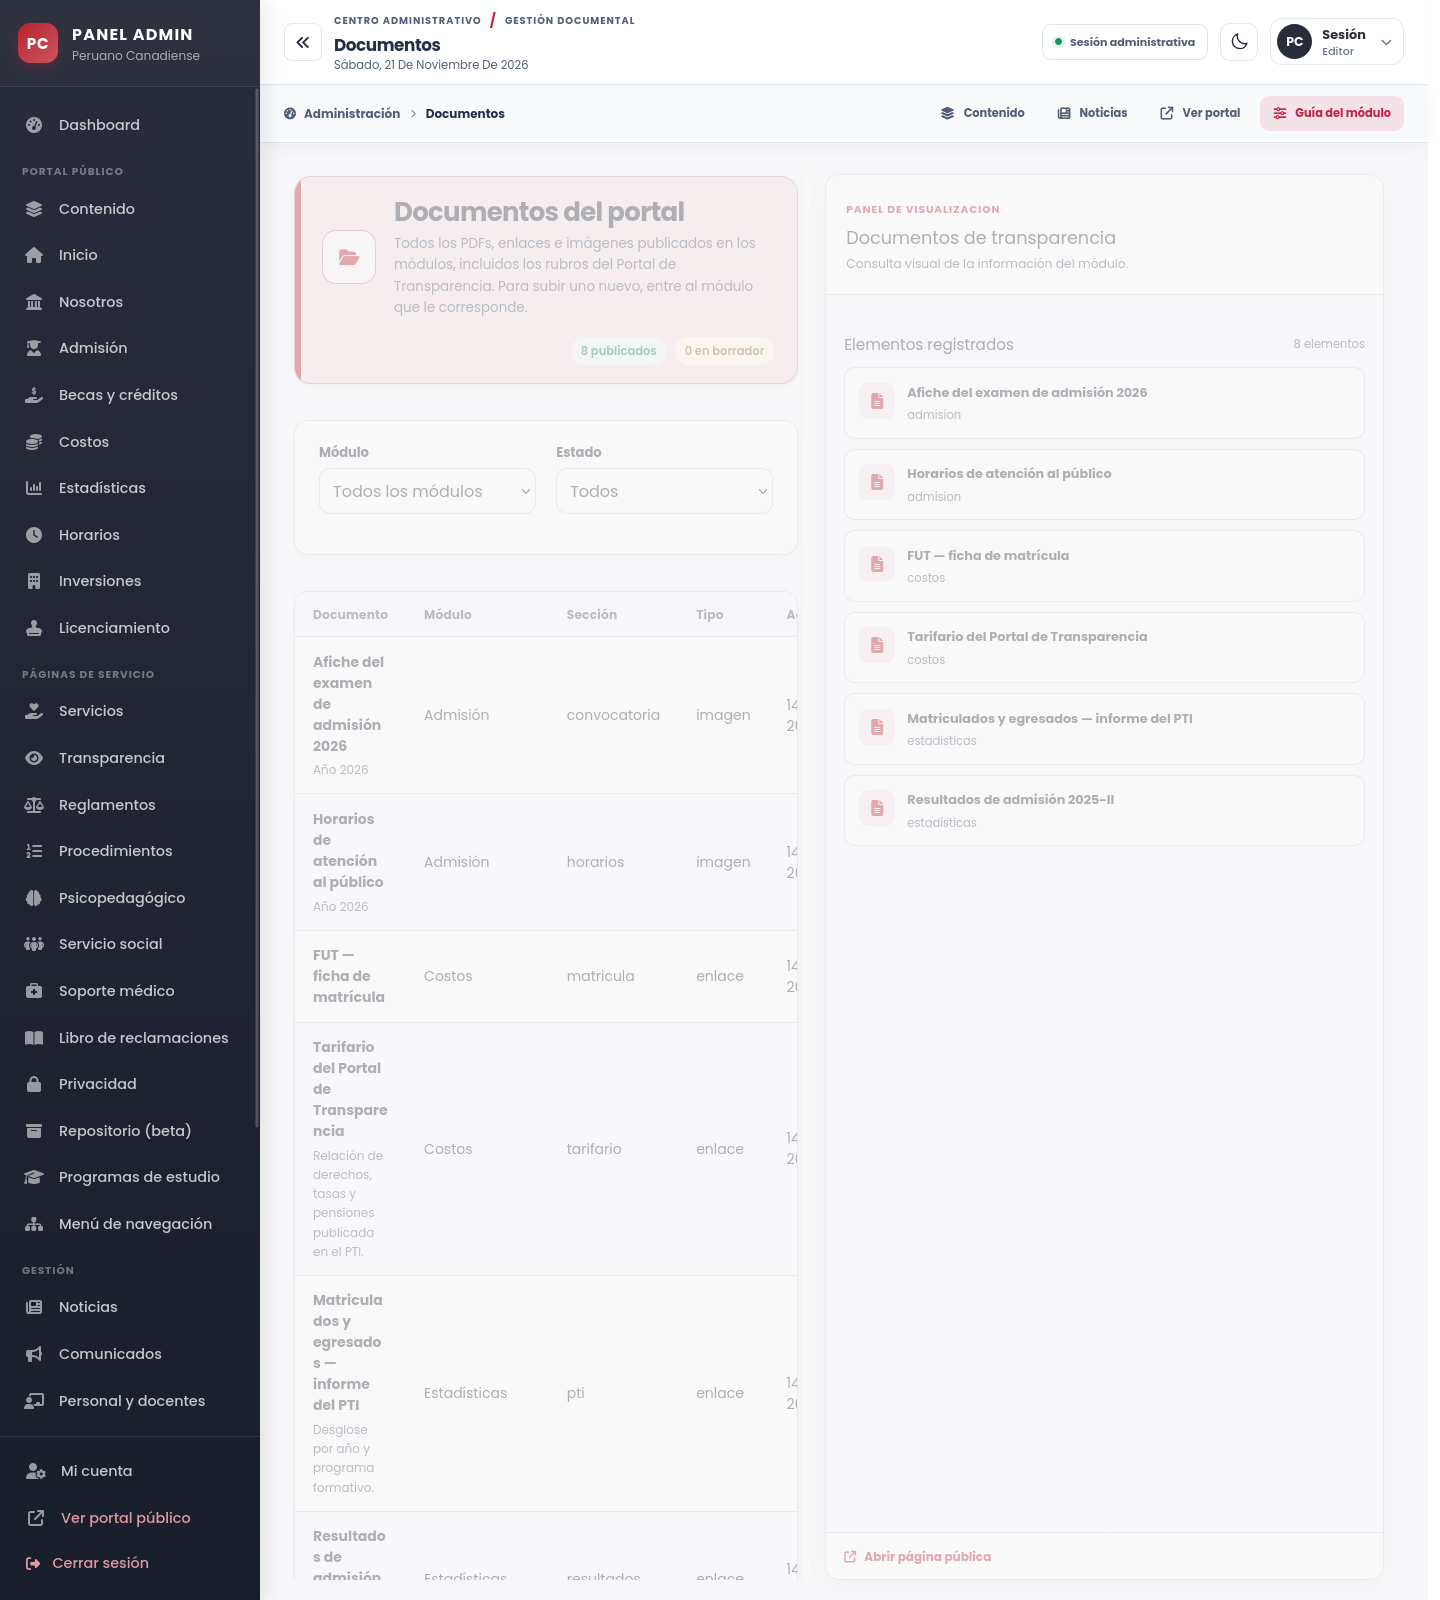 PC
PANEL ADMIN
Peruano Canadiense
Dashboard
PORTAL PÚBLICO
Contenido
Inicio
Nosotros
Admisión
Becas y créditos
Costos
Estadísticas
Horarios
Inversiones
Licenciamiento
PÁGINAS DE SERVICIO
Servicios
Transparencia
Reglamentos
Procedimientos
Psicopedagógico
Servicio social
Soporte médico
Libro de reclamaciones
Privacidad
Repositorio (beta)
Programas de estudio
Menú de navegación
GESTIÓN
Noticias
Comunicados
Personal y docentes
Mi cuenta
Ver portal público
Cerrar sesión
CENTRO ADMINISTRATIVO / GESTIÓN DOCUMENTAL
Documentos
Sábado, 21 De Noviembre De 2026
Sesión administrativa
PC
Sesión
Editor
Administración > Documentos
Contenido
Noticias
Ver portal
Guía del módulo
Documentos del portal
Todos los PDFs, enlaces e imágenes publicados en los
módulos, incluidos los rubros del Portal de
Transparencia. Para subir uno nuevo, entre al módulo
que le corresponde.
8 publicados
0 en borrador
Módulo
Todos los módulos
Estado
Todos
Documento Módulo Sección Tipo
Afiche del
examen
de
admisión
2026
Año 2026
Admisión convocatoria imagen
Horarios
de
atención
al público
Año 2026
Admisión horarios imagen
FUT —
ficha de
matrícula
Costos matricula enlace
Tarifario
del Portal
de
Transpare
ncia
Relación de
derechos,
tasas y
pensiones
publicada
en el PTI.
Costos tarifario enlace
Matricula
dos y
egresado
s —
informe
del PTI
Desglose
por año y
programa
formativo.
Estadísticas pti enlace
Resultado
s de
admisión
Estadísticas resultados enlace
PANEL DE VISUALIZACION
Documentos de transparencia
Consulta visual de la información del módulo.
Elementos registrados
8 elementos
Afiche del examen de admisión 2026
admision
Horarios de atención al público
admision
FUT — ficha de matrícula
costos
Tarifario del Portal de Transparencia
costos
Matriculados y egresados — informe del PTI
estadisticas
Resultados de admisión 2025-II
estadisticas
Abrir página pública